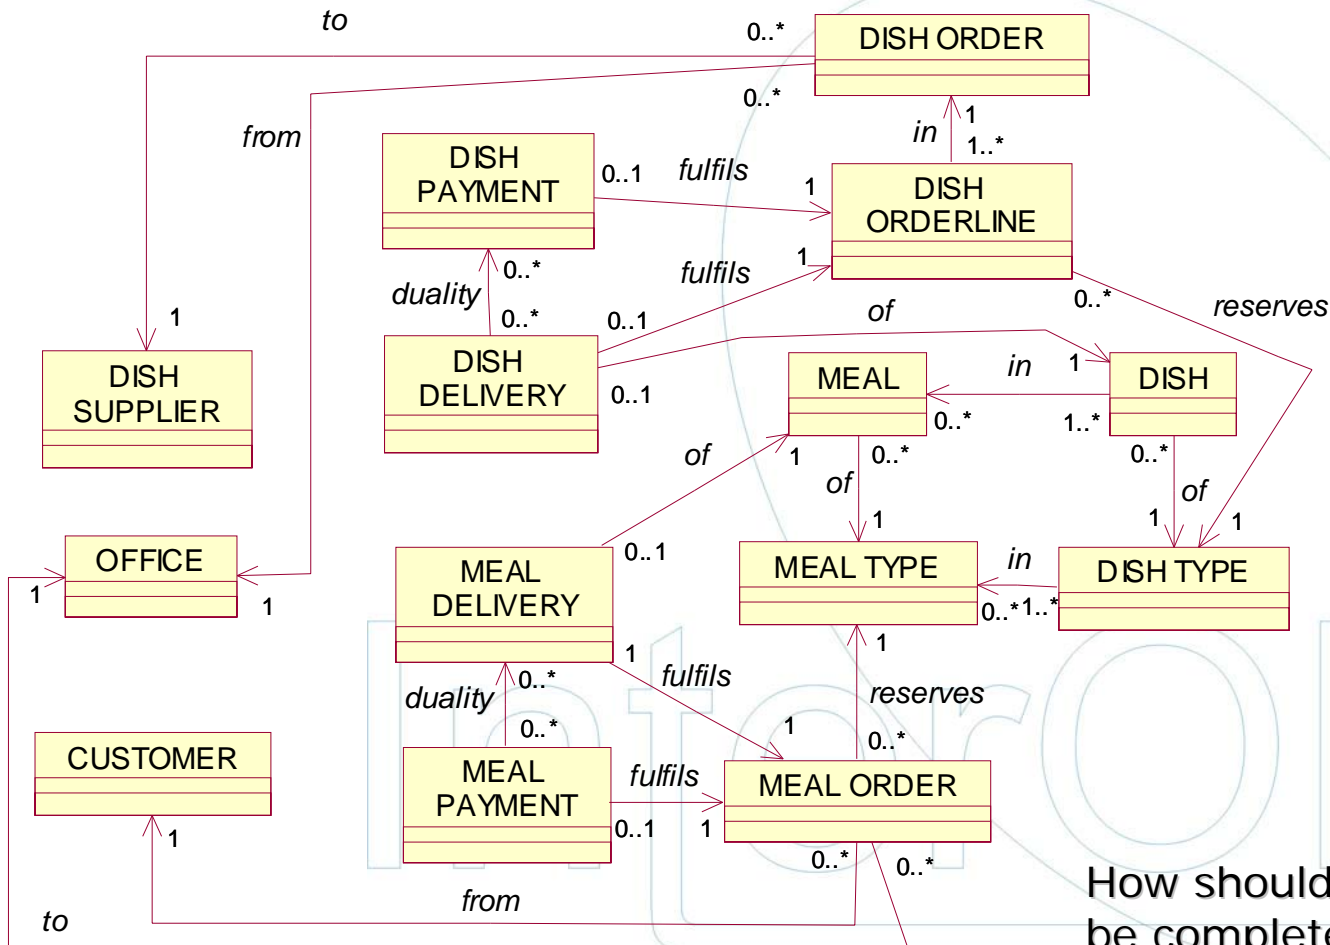 to
0..*
DISH ORDER
0..*
from
in
1
1..*
DISH
PAYMENT
0..1
fulfils
1
DISH
ORDERLINE
duality
0..*
0..*
fulfils
1
0..1
of
0..*
reserves
1
DISH
SUPPLIER
DISH
DELIVERY
0..1
MEAL
in
1
DISH
0..*
1..*
of
1
0..*
0..*
of
of
1
1
1
OFFICE
1
1
MEAL
DELIVERY
0..1
MEAL TYPE
in
DISH TYPE
0..*
1..*
1
fulfils
1
duality
0..*
0..*
reserves
1
0..*
CUSTOMER
1
MEAL
PAYMENT
fulfils
0..1
1
MEAL ORDER
0..*
0..*
from
to
InterO
How should
be complete